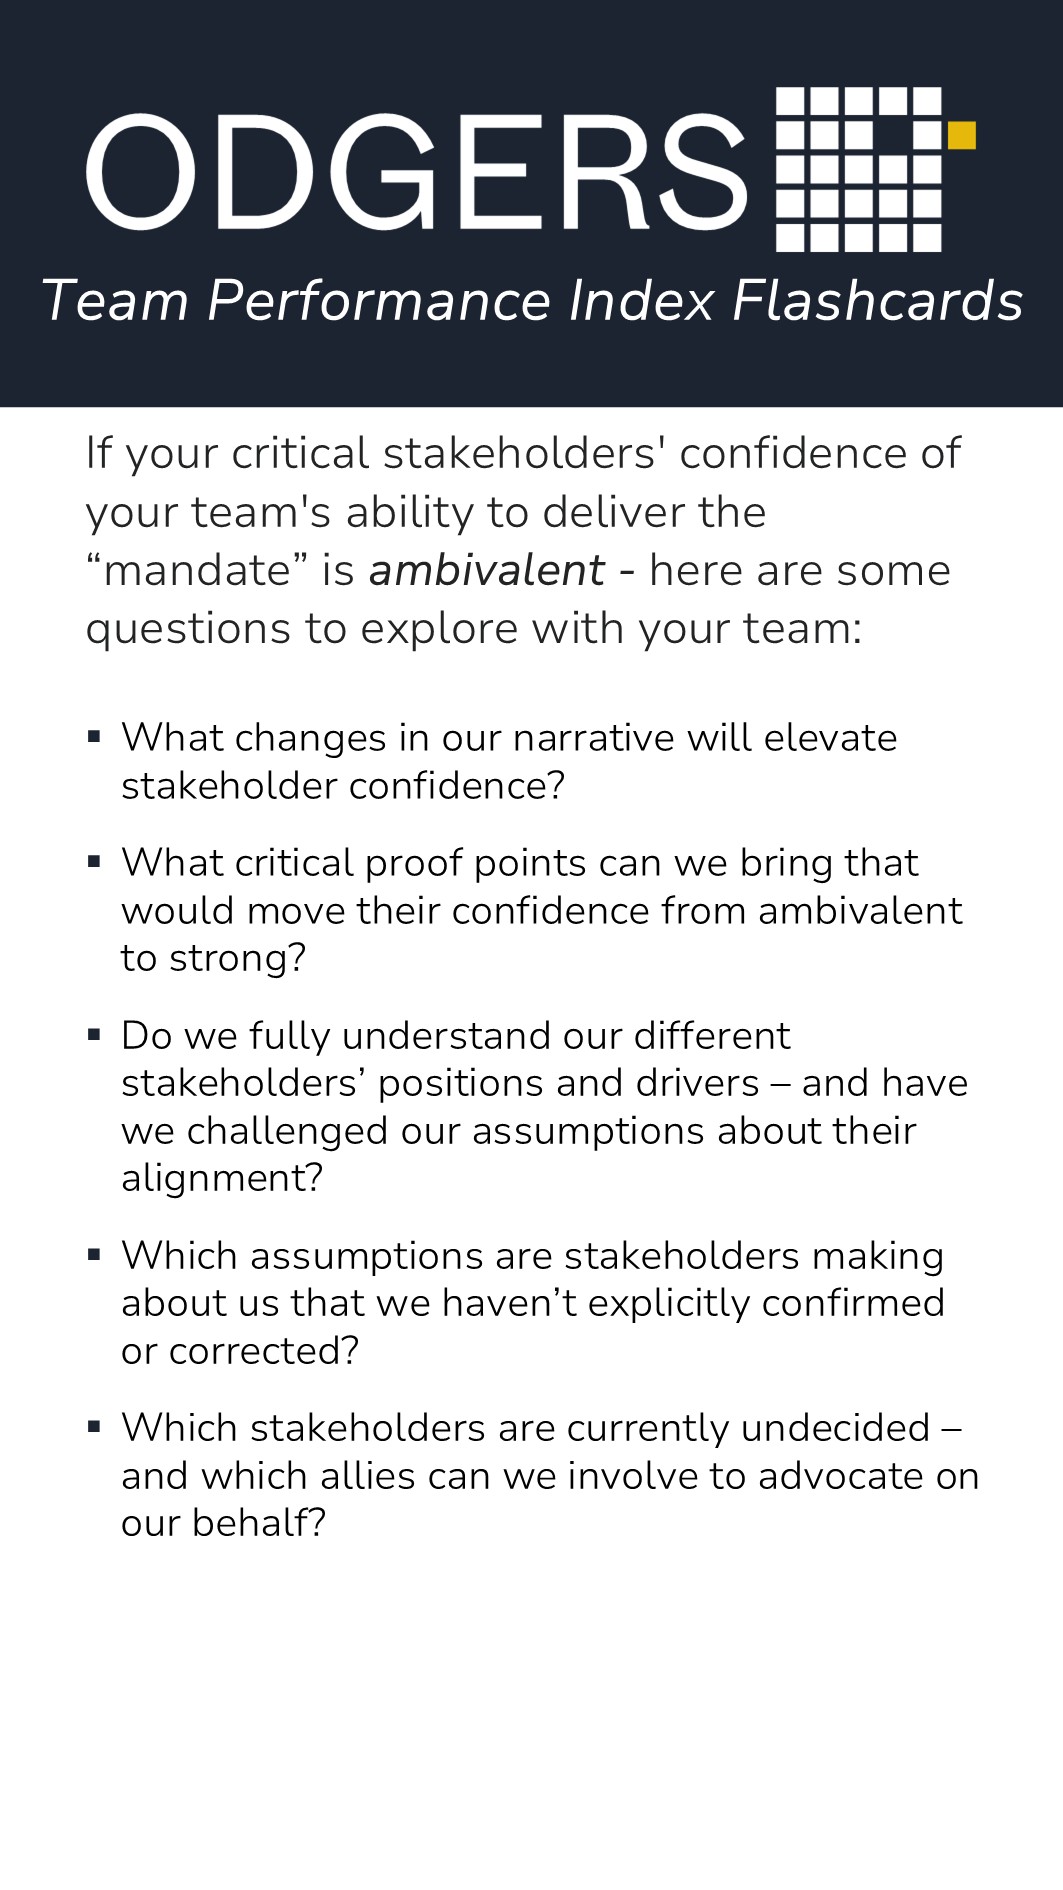 ODGERS
Team Performance Index Flashcards
If your critical stakeholders' confidence of
your team's ability to deliver the
“mandate” is ambivalent - here are some
questions to explore with your team:
▪ What changes in our narrative will elevate
stakeholder confidence?
▪ What critical proof points can we bring that
would move their confidence from ambivalent
to strong?
▪ Do we fully understand our different
stakeholders’ positions and drivers – and have
we challenged our assumptions about their
alignment?
▪ Which assumptions are stakeholders making
about us that we haven’t explicitly confirmed
or corrected?
▪ Which stakeholders are currently undecided –
and which allies can we involve to advocate on
our behalf?